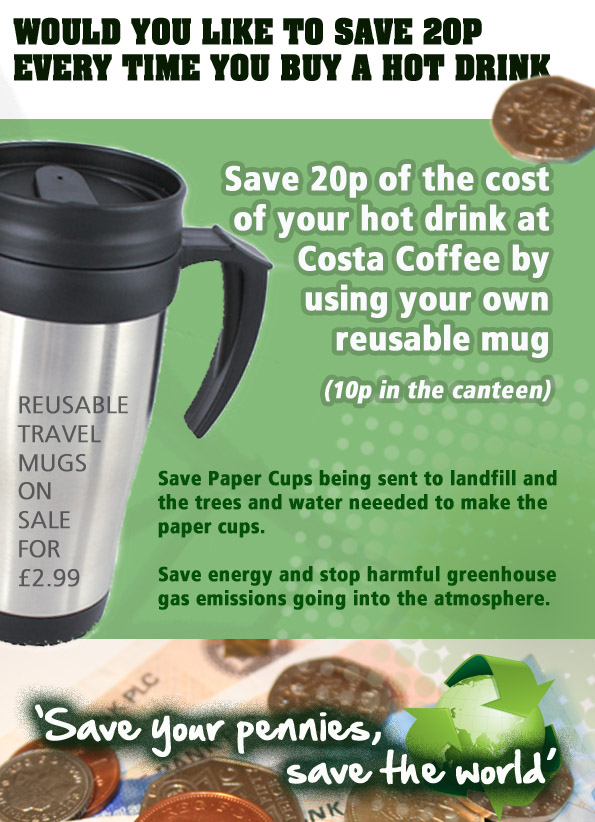 WOULD YOU LIKE TO SAVE 20P
EVERY TIME YOU BUY A HOT DRINK
Save 20p of the cost
of your hot drink at
Costa Coffee by
using your own
reusable mug
(10p in the canteen)
REUSABLE
TRAVEL
MUGS
ON
SALE
FOR
£2.99
Save Paper Cups being sent to landfill and
the trees and water neeeded to make the
paper cups.
Save energy and stop harmful greenhouse
gas emissions going into the atmosphere.
PLC
'Save your pennies,
save the world'